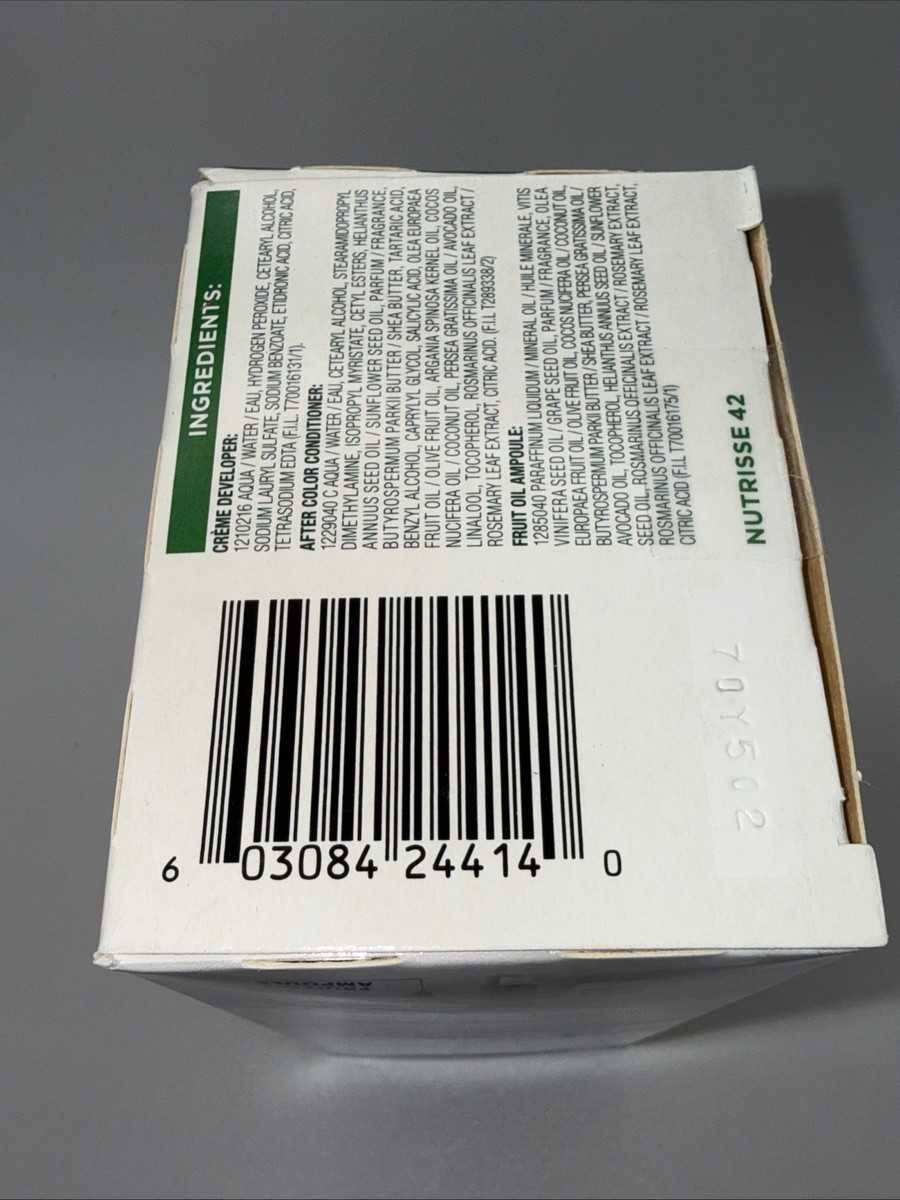 INGREDIENTS:
CRÈME DEVELOPER:
1210216 AQUA / WATER / EAU, HYDROGEN PEROXIDE, CETEARYL ALCOHOL,
SODIUM LAURYL SULFATE, SODIUM BENZOATE, ETIDRONIC ACID, CITRIC ACID,
TETRASODIUM EDTA (F.I.L. T70016131/1).
AFTER COLOR CONDITIONER:
1229040 C AQUA / WATER / EAU, CETEARYL ALCOHOL, STEARAMIDOPROPYL
DIMETHYLAMINE, ISOPROPYL MYRISTATE, CETYL ESTERS, HELIANTHUS
ANNUUS SEED OIL / SUNFLOWER SEED OIL, PARFUM / FRAGRANCE,
BUTYROSPERMUM PARKII BUTTER / SHEA BUTTER, TARTARIC ACID,
BENZYL ALCOHOL, CAPRYLYL GLYCOL, SALICYLIC ACID, OLEA EUROPAEA
FRUIT OIL / OLIVE FRUIT OIL, ARGANIA SPINOSA KERNEL OIL, COCOS
NUCIFERA OIL / COCONUT OIL, PERSEA GRATISSIMA OIL / AVOCADO OIL,
LINALOOL, TOCOPHEROL, ROSMARINUS OFFICINALIS LEAF EXTRACT /
ROSEMARY LEAF EXTRACT, CITRIC ACID. (F.I.L T289338/2)
FRUIT OIL AMPOULE:
1285040 PARAFFINUM LIQUIDUM / MINERAL OIL / HUILE MINERALE, VITIS
VINIFERA SEED OIL / GRAPE SEED OIL, PARFUM / FRAGRANCE, OLEA
EUROPAEA FRUIT OIL / OLIVE FRUIT OIL, COCOS NUCIFERA OIL / COCONUT OIL,
BUTYROSPERMUM PARKII BUTTER / SHEA BUTTER, PERSEA GRATISSIMA OIL /
AVOCADO OIL, TOCOPHEROL, HELIANTHUS ANNUUS SEED OIL / SUNFLOWER
SEED OIL, ROSMARINUS OFFICINALIS EXTRACT / ROSEMARY EXTRACT,
ROSMARINUS OFFICINALIS LEAF EXTRACT / ROSEMARY LEAF EXTRACT,
CITRIC ACID (F.I.L T70016175/1)
NUTRISSE 42
70Y502
6 03084 24414 0
AMPOULE